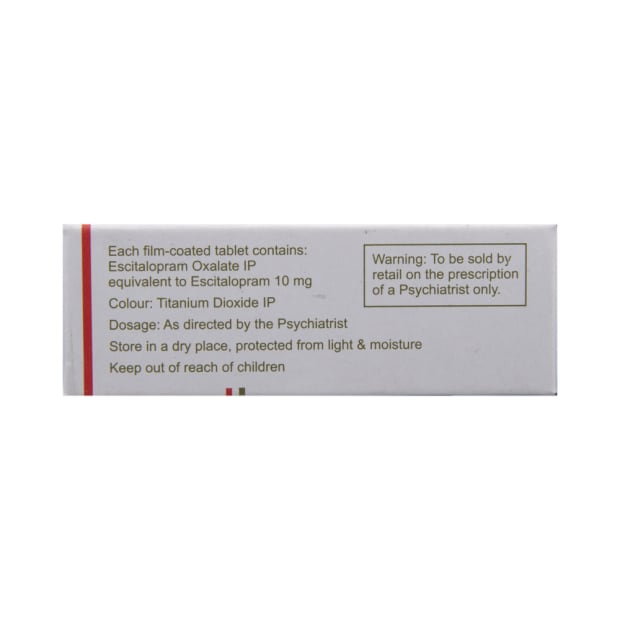 Each film-coated tablet contains:
Escitalopram Oxalate IP
equivalent to Escitalopram 10 mg
Colour: Titanium Dioxide IP
Dosage: As directed by the Psychiatrist
Store in a dry place, protected from light & moisture
Keep out of reach of children
Warning: To be sold by
retail on the prescription
of a Psychiatrist only.